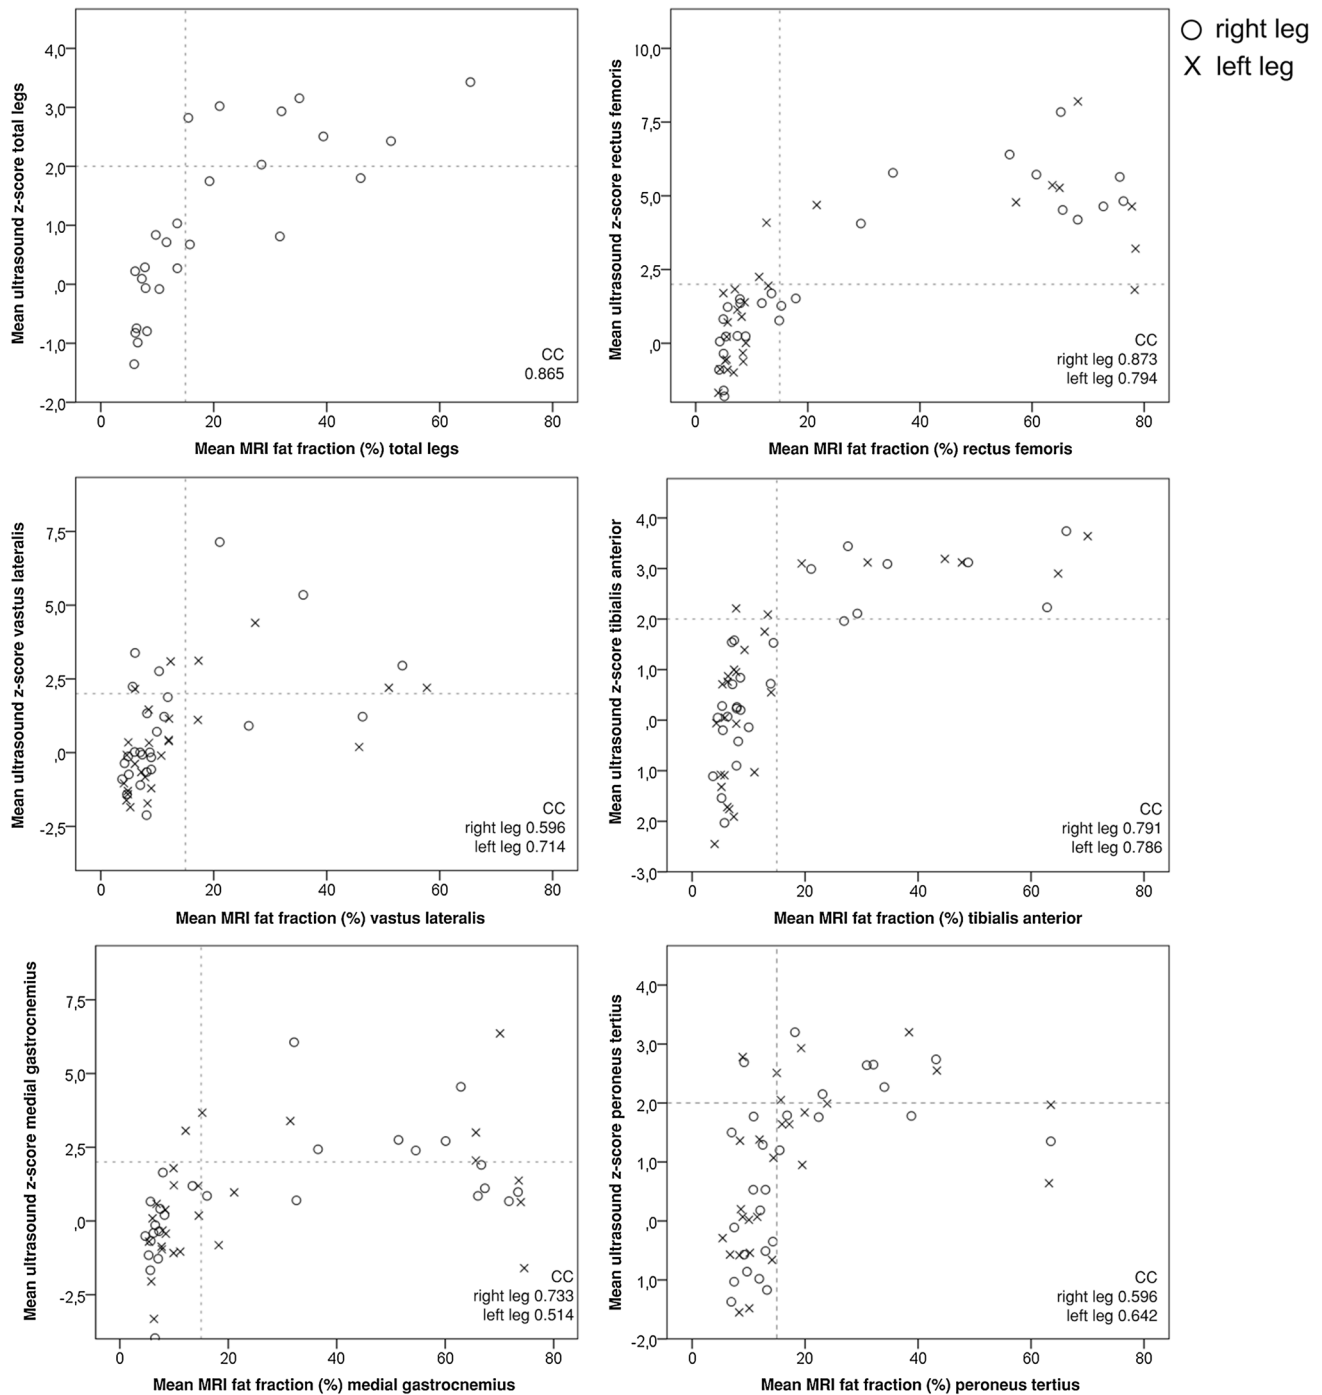 right leg
left leg
Mean ultrasound z-score total legs
4,0
3,0
2,0
1,0
,0
-1,0
-2,0
CC
0.865
0 20 40 60 80
Mean MRI fat fraction (%) total legs
Mean ultrasound z-score rectus femoris
10,0
7,5
5,0
2,5
,0
CC
right leg 0.873
left leg 0.794
0 20 40 60 80
Mean MRI fat fraction (%) rectus femoris
Mean ultrasound z-score vastus lateralis
7,5
5,0
2,5
,0
-2,5
CC
right leg 0.596
left leg 0.714
0 20 40 60 80
Mean MRI fat fraction (%) vastus lateralis
Mean ultrasound z-score tibialis anterior
4,0
3,0
2,0
1,0
,0
1,0
2,0
-3,0
CC
right leg 0.791
left leg 0.786
0 20 40 60 80
Mean MRI fat fraction (%) tibialis anterior
Mean ultrasound z-score medial gastrocnemius
7,5
5,0
2,5
,0
-2,5
CC
right leg 0.733
left leg 0.514
0 20 40 60 80
Mean MRI fat fraction (%) medial gastrocnemius
Mean ultrasound z-score peroneus tertius
4,0
3,0
2,0
1,0
,0
1,0
-2,0
CC
right leg 0.596
left leg 0.642
0 20 40 60 80
Mean MRI fat fraction (%) peroneus tertius